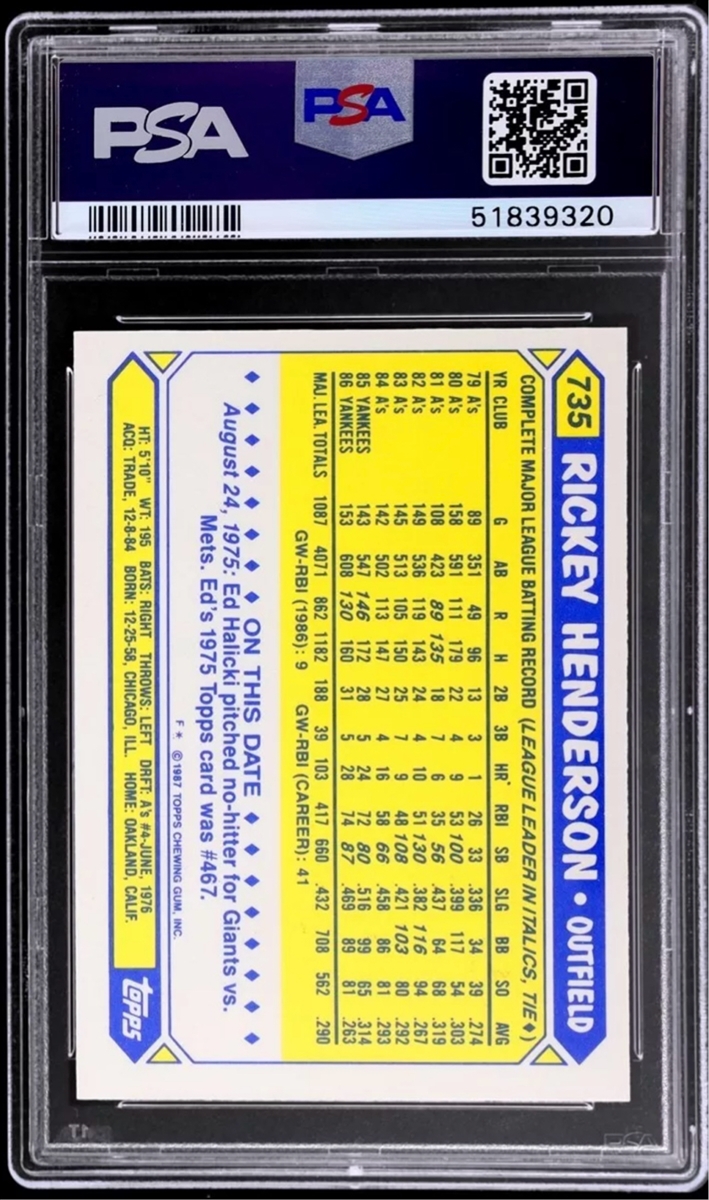 PSA
PSA
51839320
735 RICKEY HENDERSON • OUTFIELD
COMPLETE MAJOR LEAGUE BATTING RECORD (LEAGUE LEADER IN ITALICS, TIE♦)
YR CLUB G AB R H 2B 3B HR RBI SB SLG BB SO AVG
79 A's 89 351 49 96 13 3 1 26 33 .336 34 39 .274
80 A's 158 591 111 179 22 4 9 53 100 .399 117 54 .303
81 A's 108 423 89 135 18 7 6 35 56 .437 64 68 .319
82 A's 149 536 119 143 24 4 10 51 130 .382 116 94 .267
83 A's 145 513 105 150 25 7 9 48 108 .421 103 80 .292
84 A's 142 502 113 147 27 4 16 58 66 .458 86 81 .293
85 YANKEES 143 547 146 172 28 5 24 72 80 .516 99 65 .314
86 YANKEES 153 608 130 160 31 5 28 74 87 .469 89 81 .263
MAJ. LEA. TOTALS 1087 4071 862 1182 188 39 103 417 660 .432 708 562 .290
GW-RBI (1986): 9 GW-RBI (CAREER): 41
♦ ♦ ♦ ♦ ♦ ♦ ♦ ON THIS DATE ♦ ♦ ♦ ♦ ♦ ♦ ♦
August 24, 1975: Ed Halicki pitched no-hitter for Giants vs.
Mets. Ed's 1975 Topps card was #467.
F* ©1987 TOPPS CHEWING GUM, INC.
HT: 5'10" WT: 195 BATS: RIGHT THROWS: LEFT DRFT: A's #4-JUNE, 1976
ACQ: TRADE, 12-8-84 BORN: 12-25-58, CHICAGO, ILL. HOME: OAKLAND, CALIF.
TOPPS
PSA